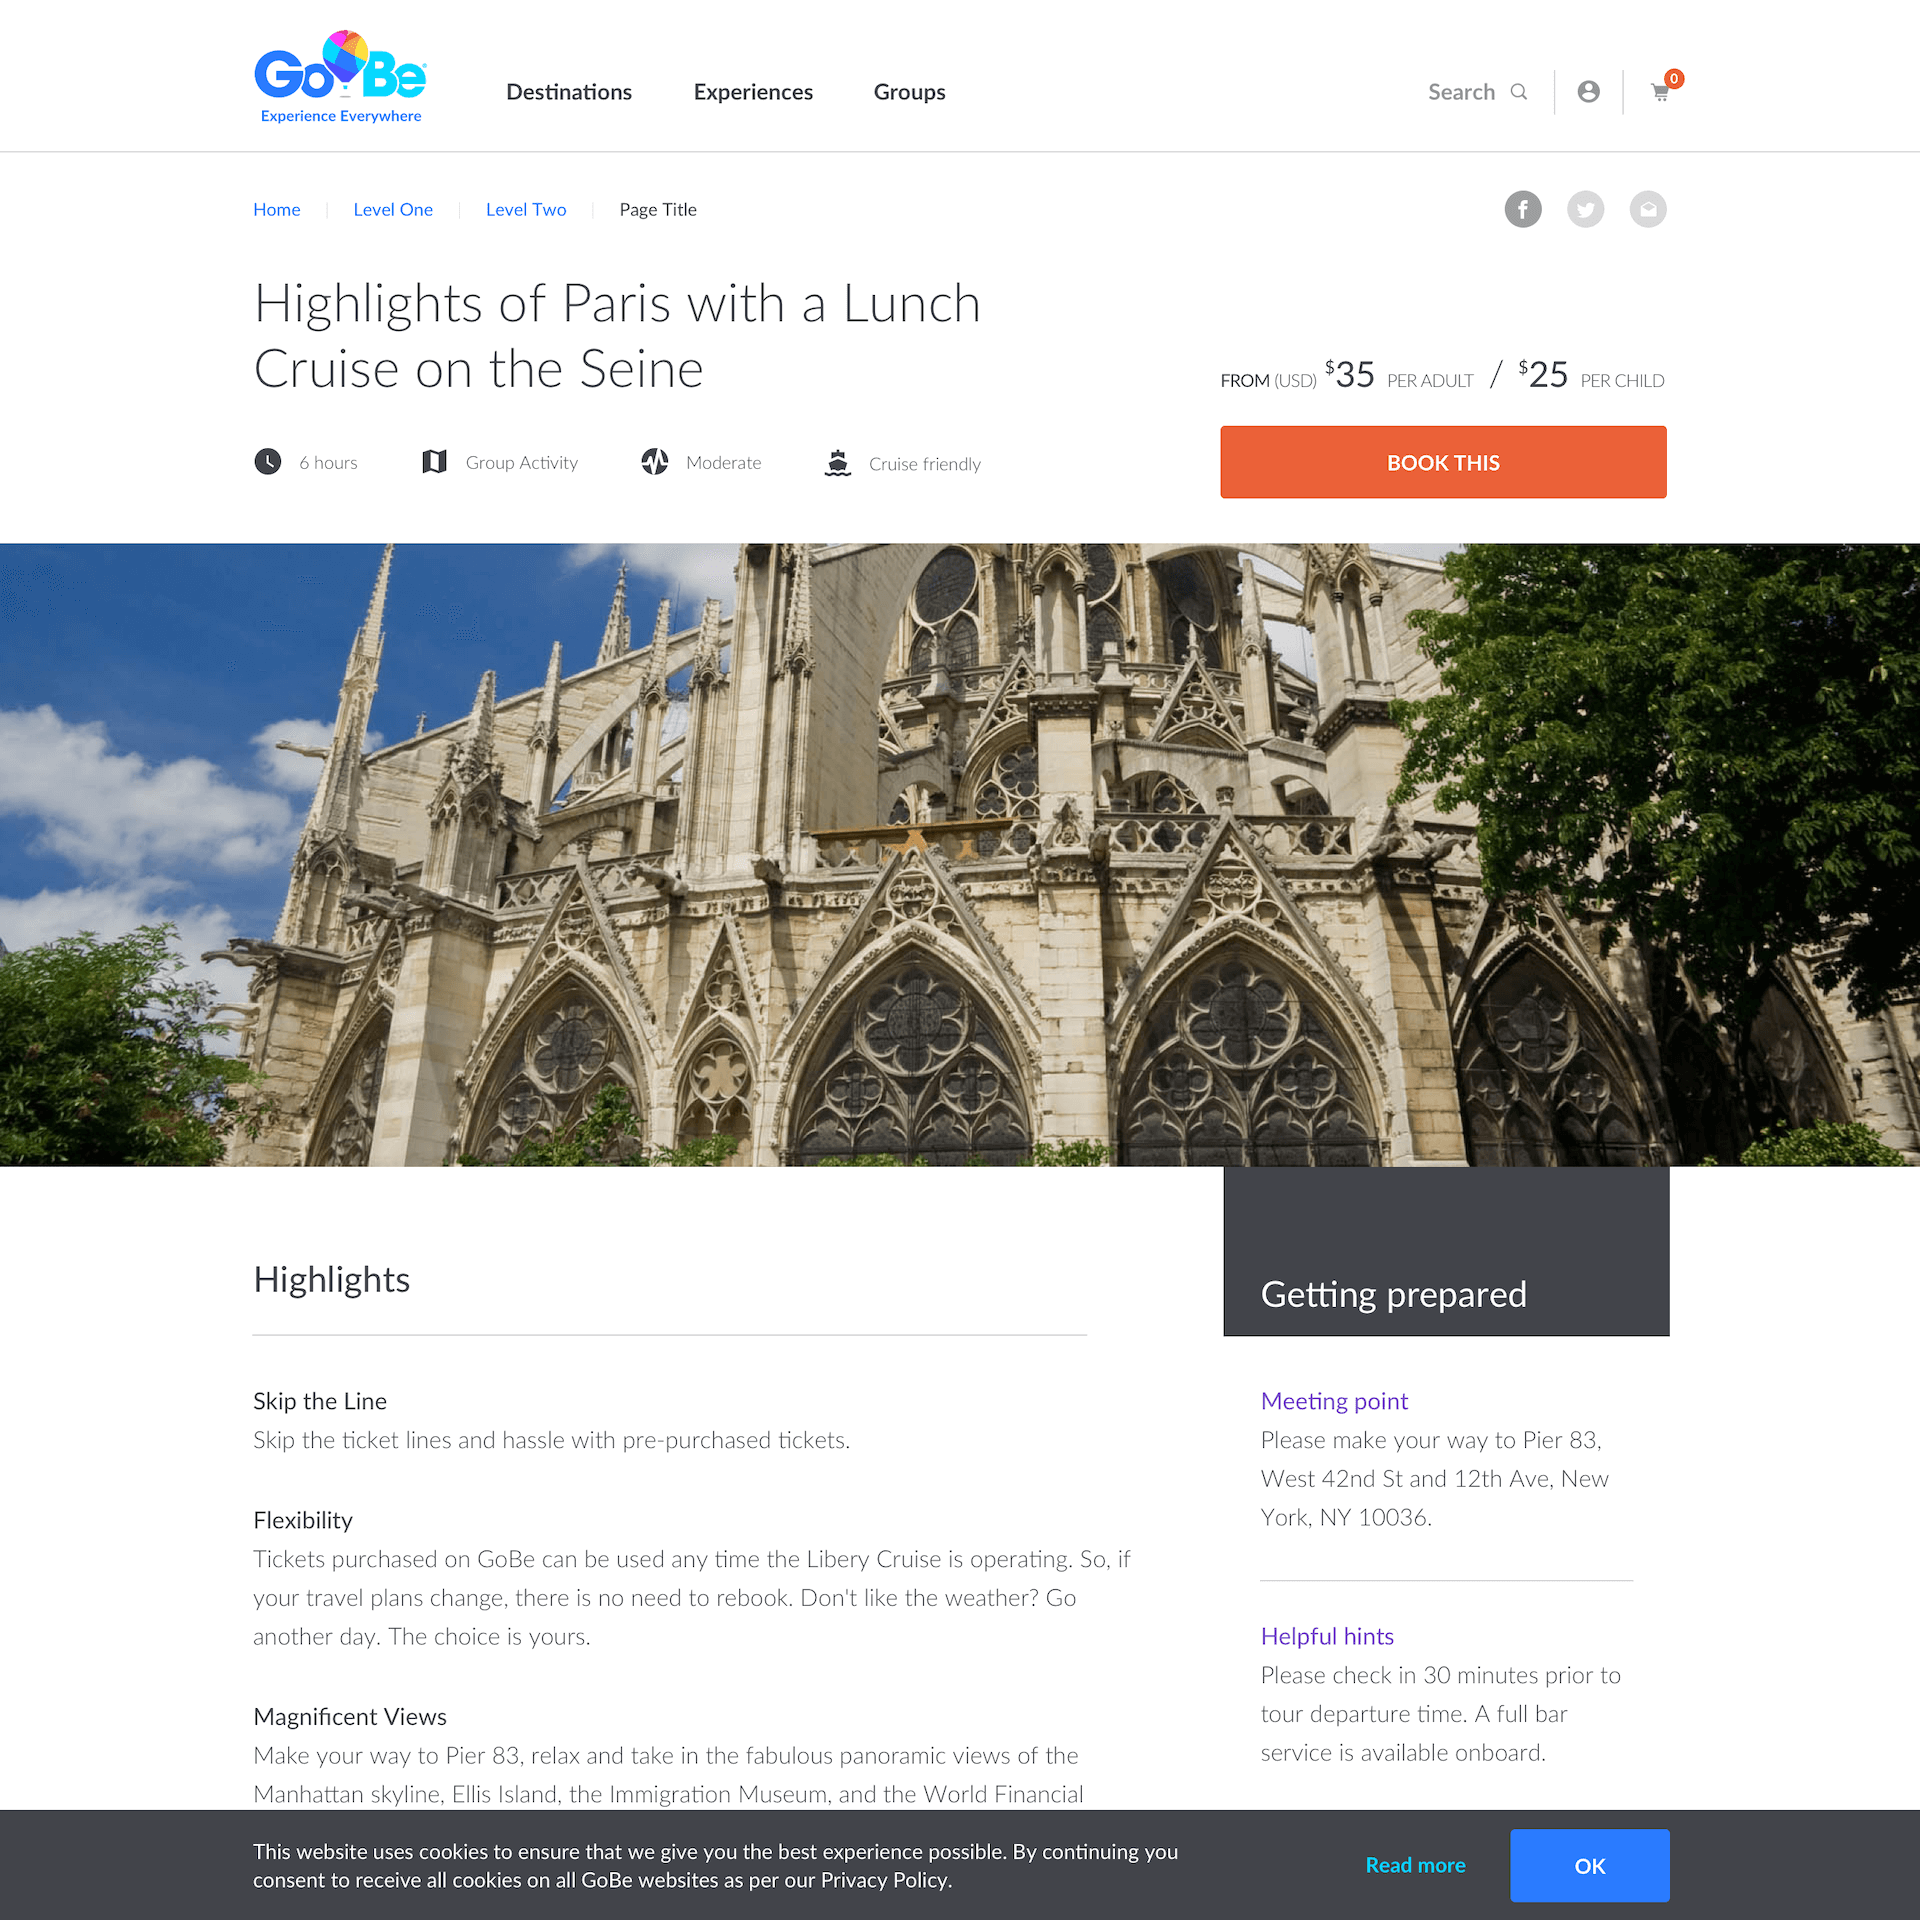 GoBe
Experience Everywhere
Destinations
Experiences
Groups
Search
0
Home
Level One
Level Two
Page Title
Highlights of Paris with a Lunch
Cruise on the Seine
FROM (USD) $35 PER ADULT / $25 PER CHILD
6 hours
Group Activity
Moderate
Cruise friendly
BOOK THIS
Highlights
Skip the Line
Skip the ticket lines and hassle with pre-purchased tickets.
Flexibility
Tickets purchased on GoBe can be used any time the Libery Cruise is operating. So, if
your travel plans change, there is no need to rebook. Don't like the weather? Go
another day. The choice is yours.
Magnificent Views
Make your way to Pier 83, relax and take in the fabulous panoramic views of the
Manhattan skyline, Ellis Island, the Immigration Museum, and the World Financial
Getting prepared
Meeting point
Please make your way to Pier 83,
West 42nd St and 12th Ave, New
York, NY 10036.
Helpful hints
Please check in 30 minutes prior to
tour departure time. A full bar
service is available onboard.
This website uses cookies to ensure that we give you the best experience possible. By continuing you
consent to receive all cookies on all GoBe websites as per our Privacy Policy.
Read more
OK